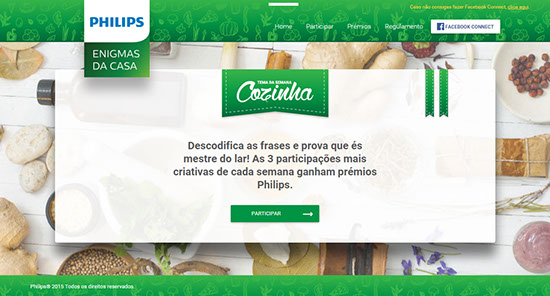 Caso não consigas fazer Facebook Connect, clica aqui
PHILIPS
Home Participar Prémios Regulamento FACEBOOK CONNECT
ENIGMAS
DA CASA
TEMA DA SEMANA
Cozinha
Descodifica as frases e prova que és
mestre do lar! As 3 participações mais
criativas de cada semana ganham prémios
Philips.
PARTICIPAR
Philips® 2015 Todos os direitos reservados